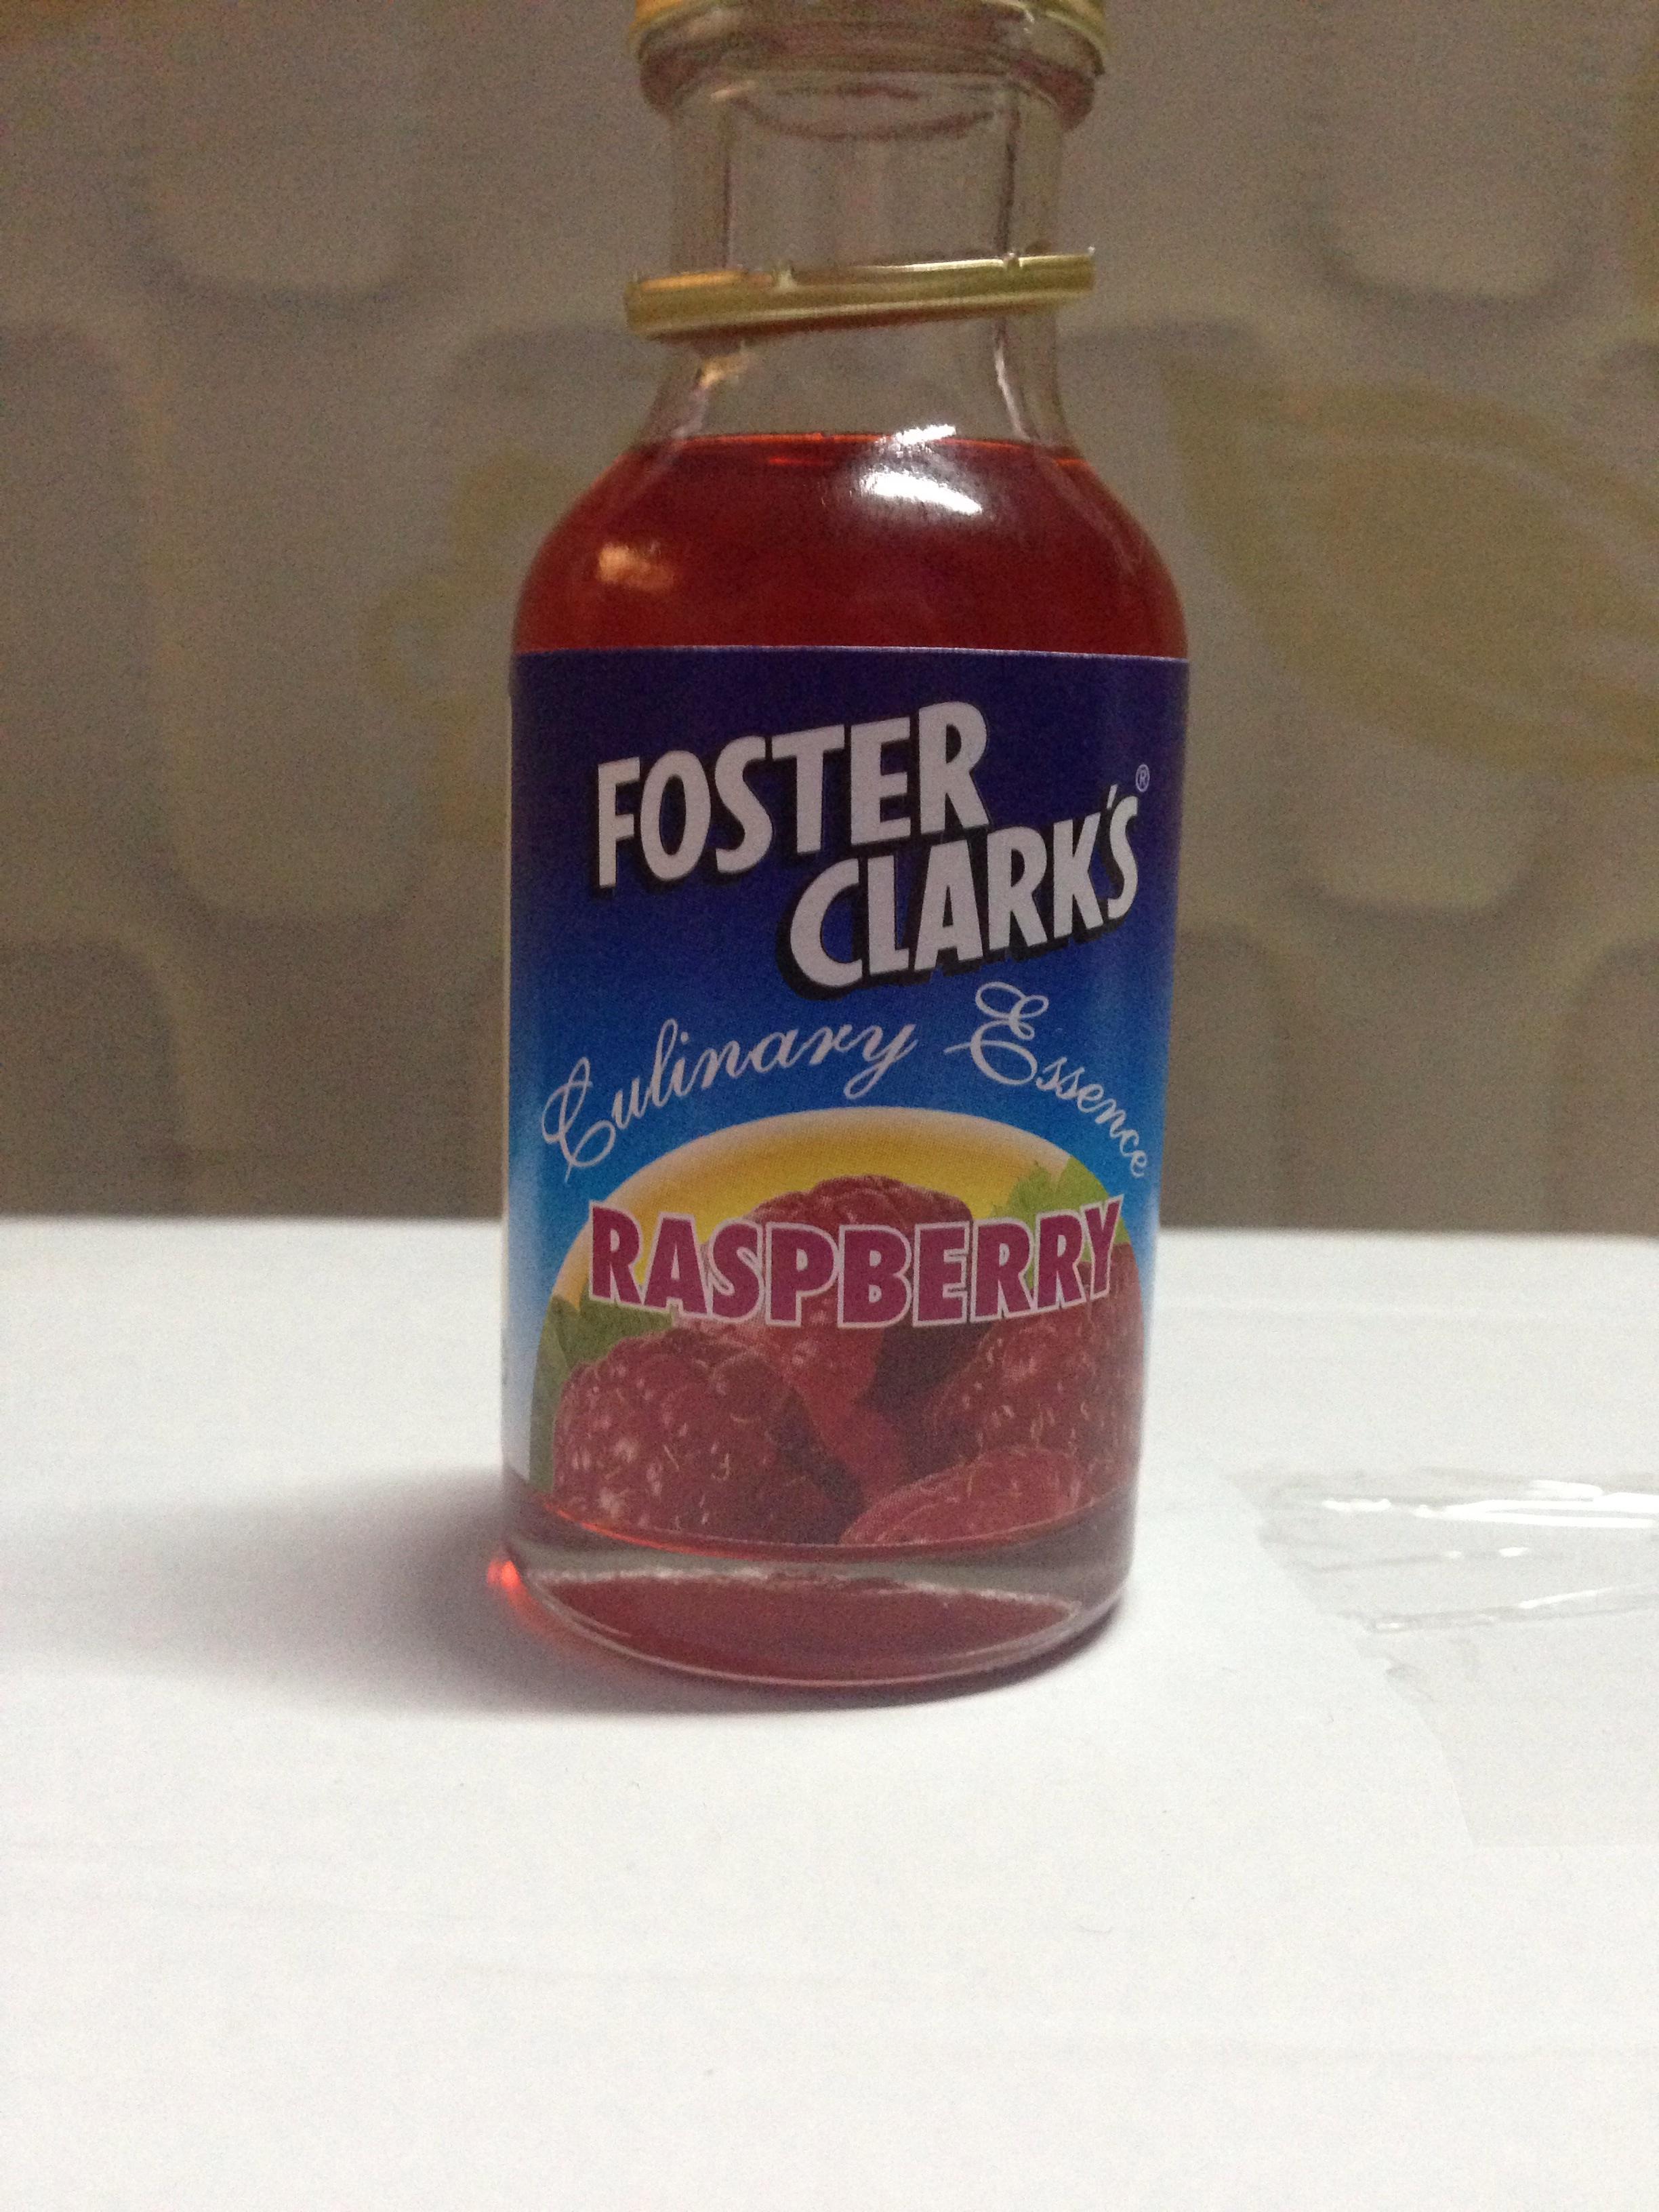 FOSTER
CLARK'S®
Culinary Essence
RASPBERRY